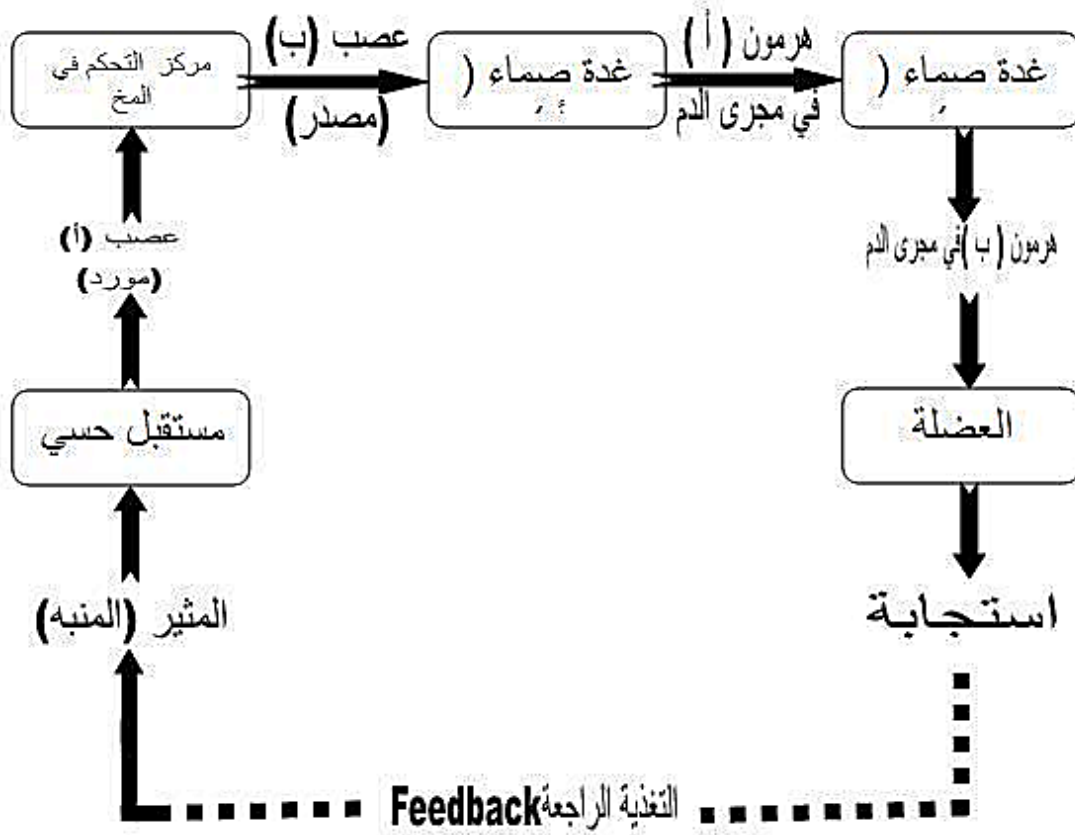 مركز التحكم في
المخ
عصب (ب)
(مصدر)
غدة صماء (
هرمون ( أ )
في مجرى الدم
غدة صماء (
عصب (أ)
(مورد)
هرمون ( ب )في مجرى الدم
مستقبل حسي
العضلة
المثير (المنبه)
استجابة
التغذية الراجعةFeedback